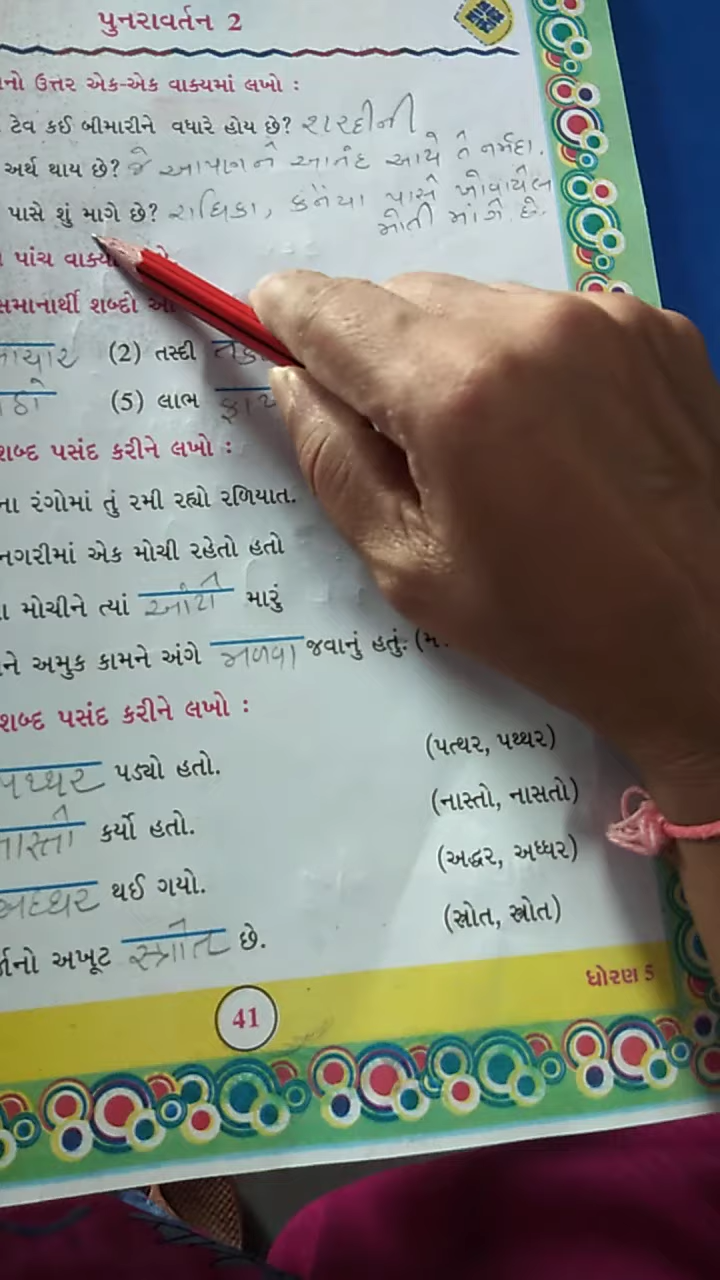 પુનરાવર્તન 2
નો ઉત્તર એક-એક વાક્યમાં લખો :
ટેવ કઈ બીમારીને વધારે હોય છે? શરદીની
અર્થ થાય છે? જે આપણને આનંદ આપે તે નર્મદા.
પાસે શું માગે છે? રાધિકા, કનૈયા પાસે ખોવાયેલ
મોતી માંગે છે.
પાંચ
સમાનાર્થી શબ્દો
(2) તસ્દી
(5) લાભ
શબ્દ પસંદ કરીને લખો :
ના રંગોમાં તું રમી રહ્યો રળિયાત.
નગરીમાં એક મોચી રહેતો હતો
મોચીને ત્યાં આંટો મારું
ને અમુક કામને અંગે મળવા જવાનું હતું.
શબ્દ પસંદ કરીને લખો :
પથ્થર પડ્યો હતો. (પત્થર, પથ્થર)
નાસ્તો કર્યો હતો. (નાસ્તો, નાસતો)
અધ્ધર થઈ ગયો. (અદ્ધર, અધ્ધર)
નો અખૂટ સ્ત્રોત છે. (સ્રોત, સ્ત્રોત)
ધોરણ 5
41